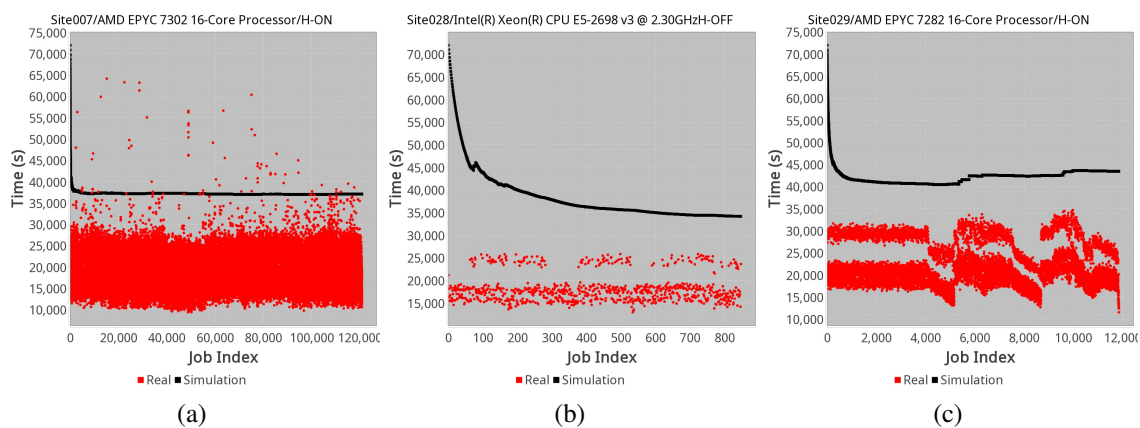 Site007/AMD EPYC 7302 16-Core Processor/H-ON
75,000
70,000
65,000
60,000
55,000
50,000
45,000
40,000
35,000
30,000
25,000
20,000
15,000
10,000
Time (s)
0 20,000 40,000 60,000 80,000 100,000 120,000
Job Index
Real Simulation
(a)
Site028/Intel(R) Xeon(R) CPU E5-2698 v3 @ 2.30GHzH-OFF
75,000
70,000
65,000
60,000
55,000
50,000
45,000
40,000
35,000
30,000
25,000
20,000
15,000
Time (s)
0 100 200 300 400 500 600 700 800
Job Index
Real Simulation
(b)
Site029/AMD EPYC 7282 16-Core Processor/H-ON
75,000
70,000
65,000
60,000
55,000
50,000
45,000
40,000
35,000
30,000
25,000
20,000
15,000
10,000
Time (s)
0 2,000 4,000 6,000 8,000 10,000 12,000
Job Index
Real Simulation
(c)